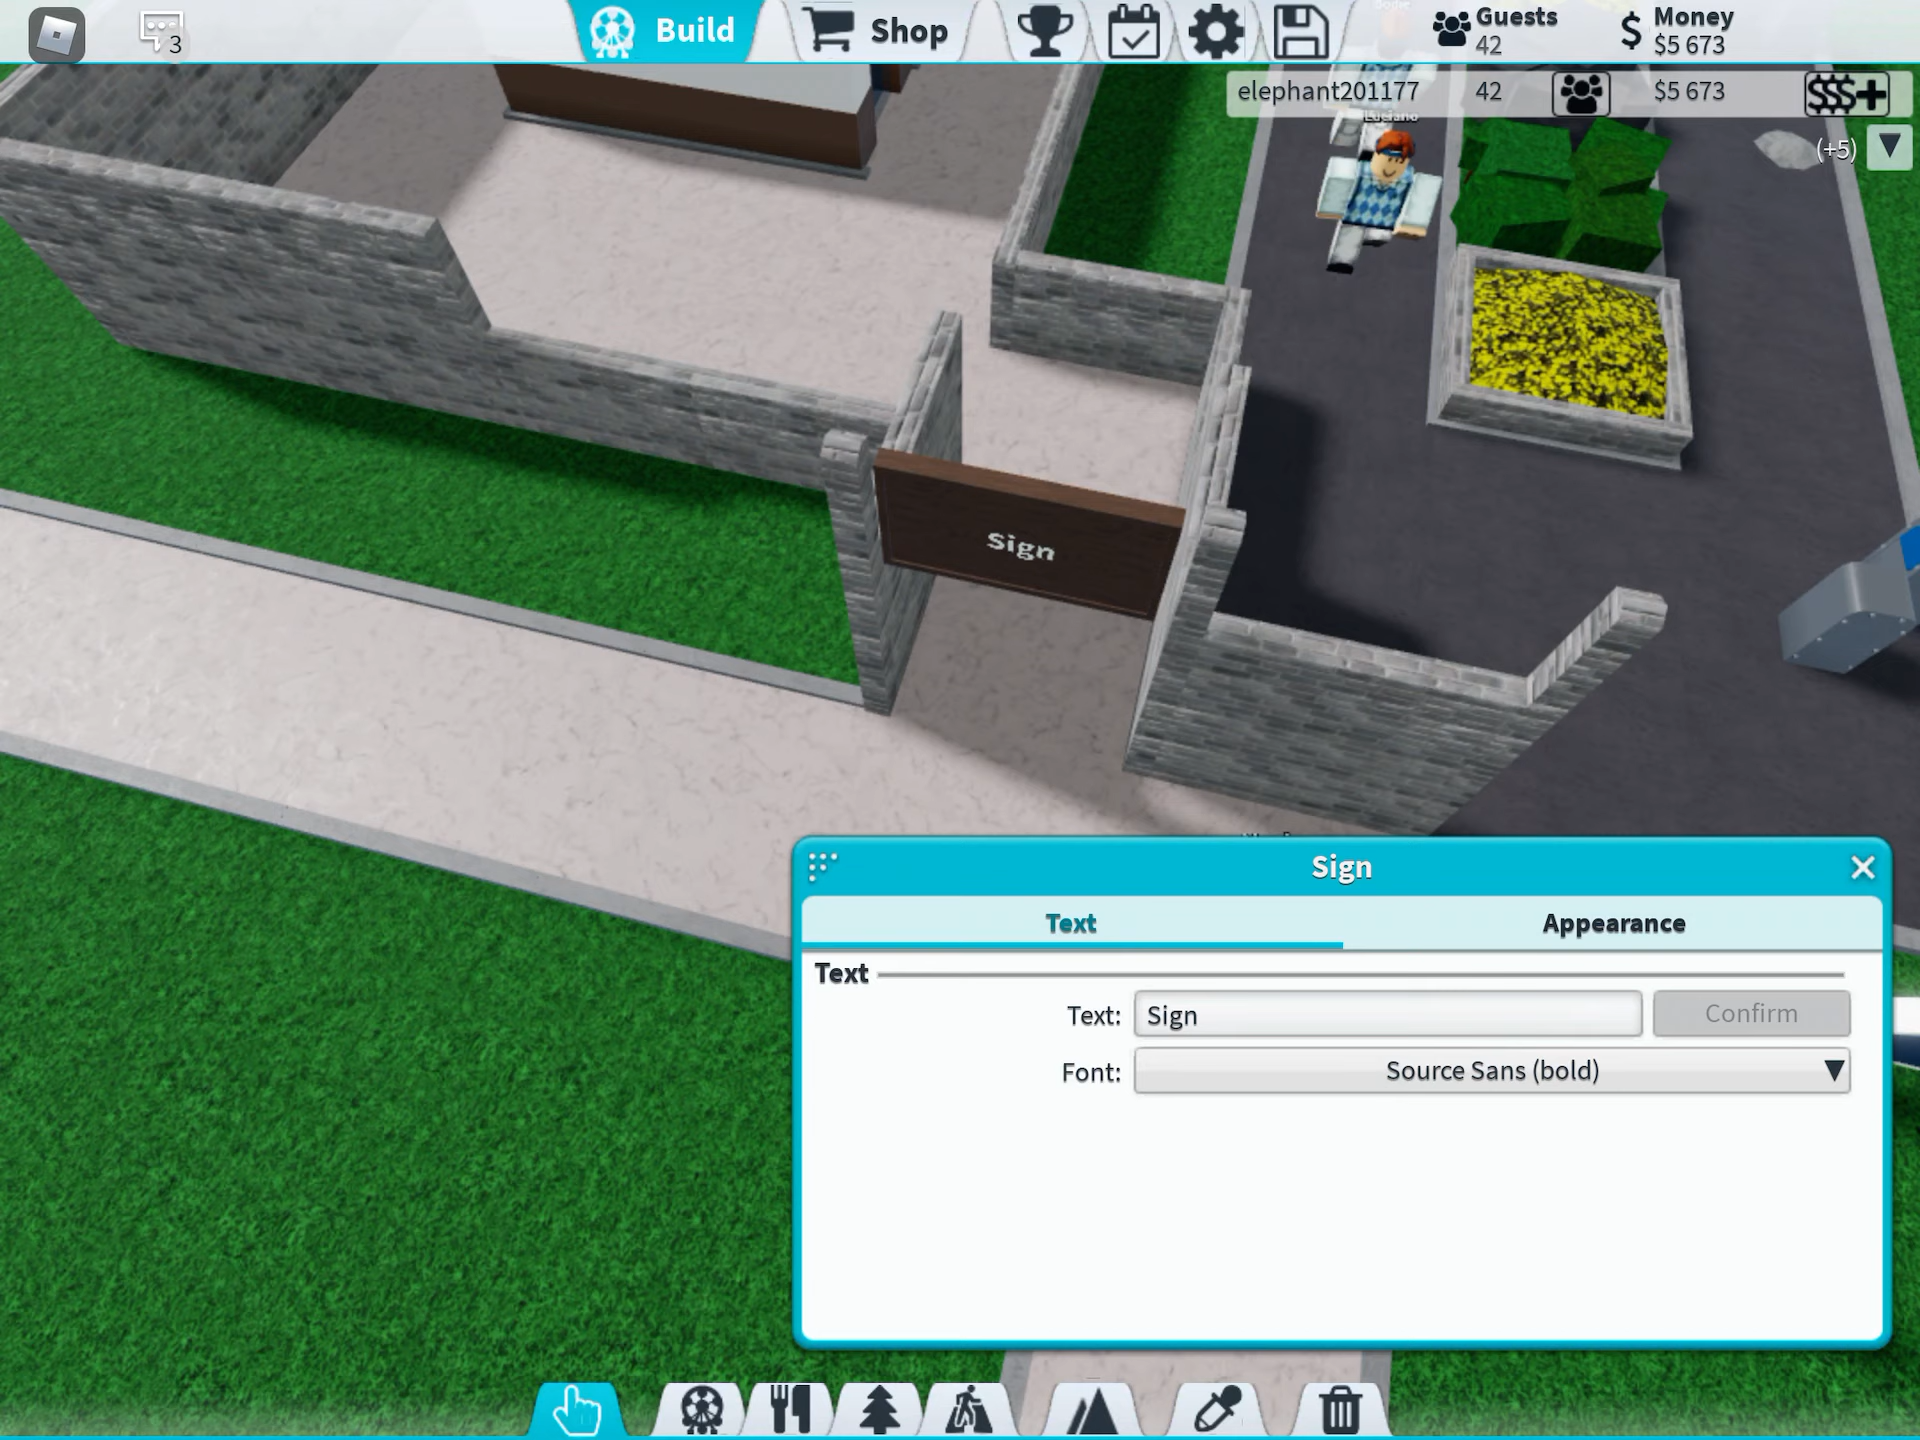 3
Build
Shop
Guests
42
Money
$5 673
elephant201177
42
$5 673
$$$+
Luciano
(+5)
Sign
Sign
Text
Appearance
Text
Text:
Sign
Confirm
Font:
Source Sans (bold)